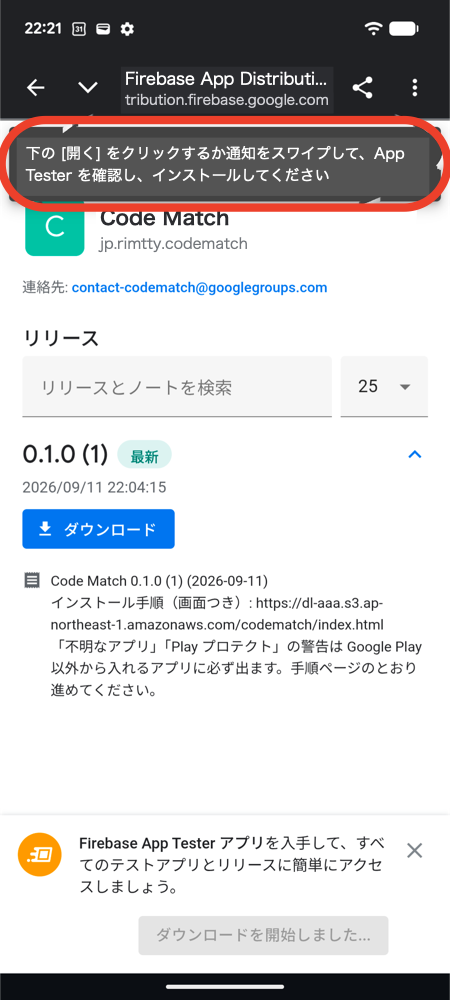 22:21
31
Firebase App Distributi...
tribution.firebase.google.com
下の [開く] をクリックするか通知をスワイプして、App
Tester を確認し、インストールしてください
C
Code Match
jp.rimtty.codematch
連絡先: contact-codematch@googlegroups.com
リリース
リリースとノートを検索
25
0.1.0 (1) 最新
2026/09/11 22:04:15
ダウンロード
Code Match 0.1.0 (1) (2026-09-11)
インストール手順（画面つき）: https://dl-aaa.s3.ap-
northeast-1.amazonaws.com/codematch/index.html
「不明なアプリ」「Play プロテクト」の警告は Google Play
以外から入れるアプリに必ず出ます。手順ページのとおり
進めてください。
Firebase App Tester アプリを入手して、すべ
てのテストアプリとリリースに簡単にアクセ
スしましょう。
ダウンロードを開始しました...